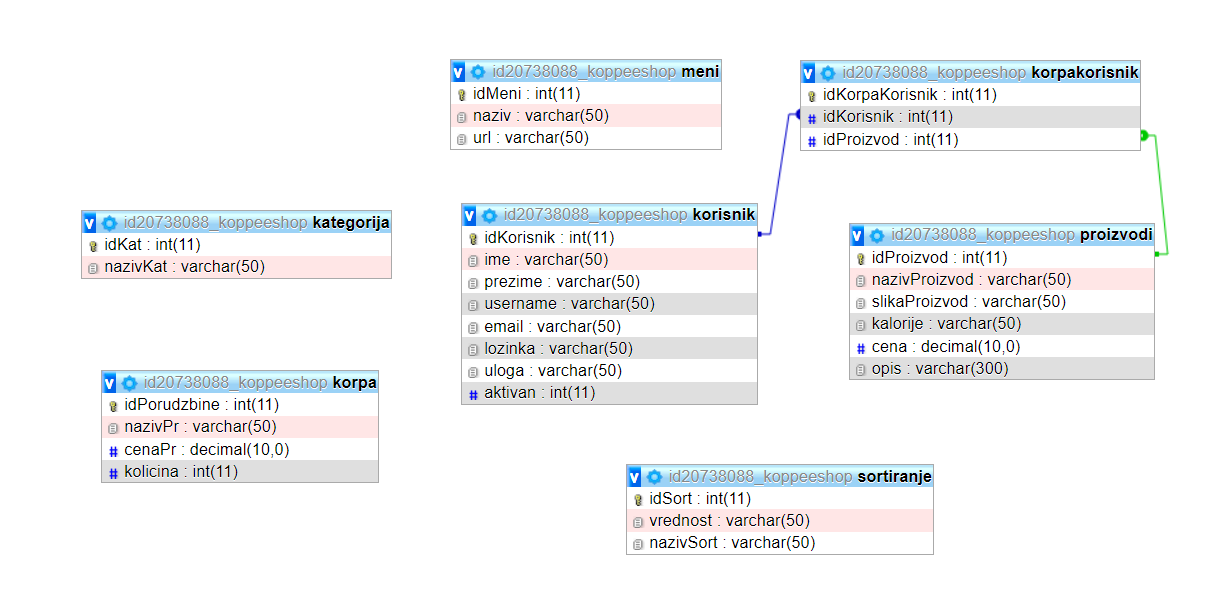 id20738088_koppeeshop meni
idMeni : int(11)
naziv : varchar(50)
url : varchar(50)
id20738088_koppeeshop korpakorisnik
idKorpaKorisnik : int(11)
idKorisnik : int(11)
idProizvod : int(11)
id20738088_koppeeshop kategorija
idKat : int(11)
nazivKat : varchar(50)
id20738088_koppeeshop korisnik
idKorisnik : int(11)
ime : varchar(50)
prezime : varchar(50)
username : varchar(50)
email : varchar(50)
lozinka : varchar(50)
uloga : varchar(50)
aktivan : int(11)
id20738088_koppeeshop proizvodi
idProizvod : int(11)
nazivProizvod : varchar(50)
slikaProizvod : varchar(50)
kalorije : varchar(50)
cena : decimal(10,0)
opis : varchar(300)
id20738088_koppeeshop korpa
idPorudzbine : int(11)
nazivPr : varchar(50)
cenaPr : decimal(10,0)
kolicina : int(11)
id20738088_koppeeshop sortiranje
idSort : int(11)
vrednost : varchar(50)
nazivSort : varchar(50)